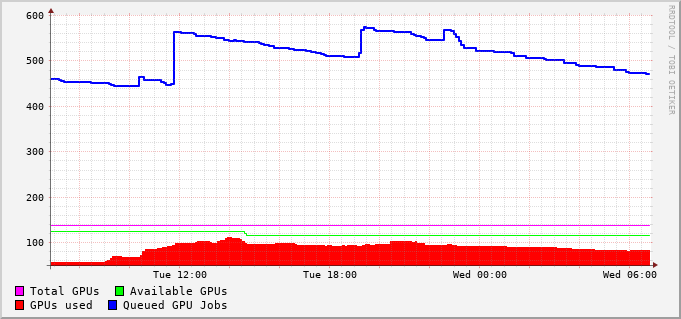 600
500
400
300
200
100
Tue 12:00 Tue 18:00 Wed 00:00 Wed 06:00
Total GPUs Available GPUs
GPUs used Queued GPU Jobs
RRDTOOL / TOBI OETIKER